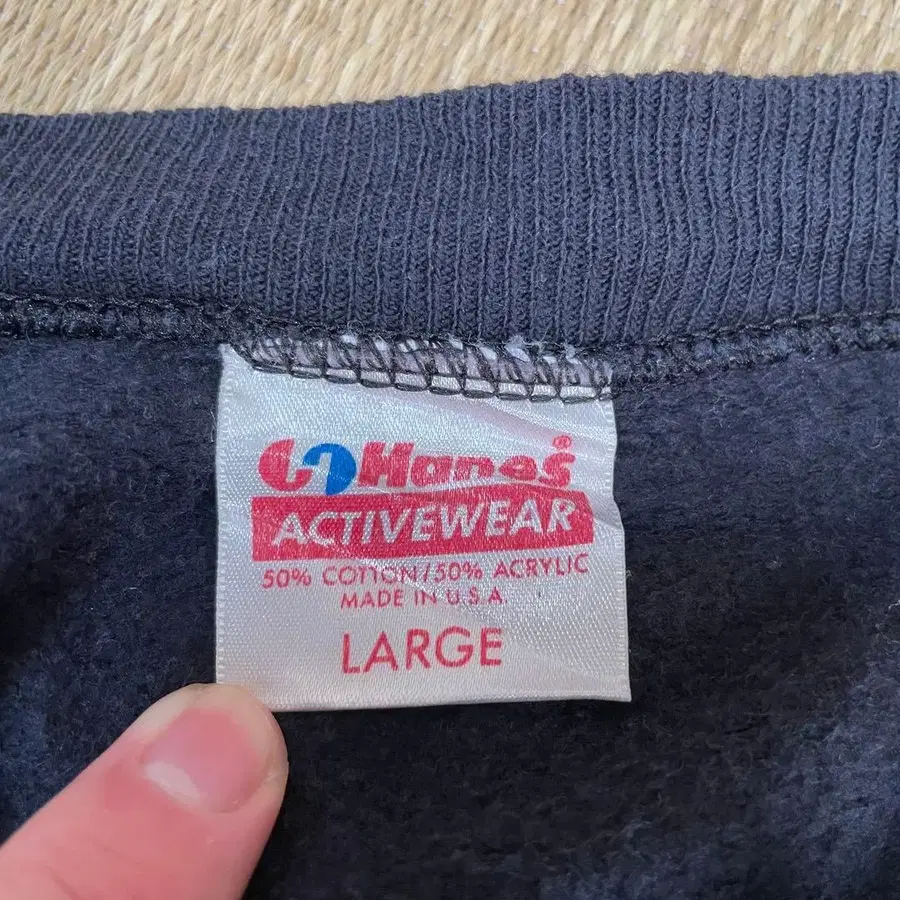 Hanes®
ACTIVEWEAR
50% COTTON/50% ACRYLIC
MADE IN U.S.A.
LARGE